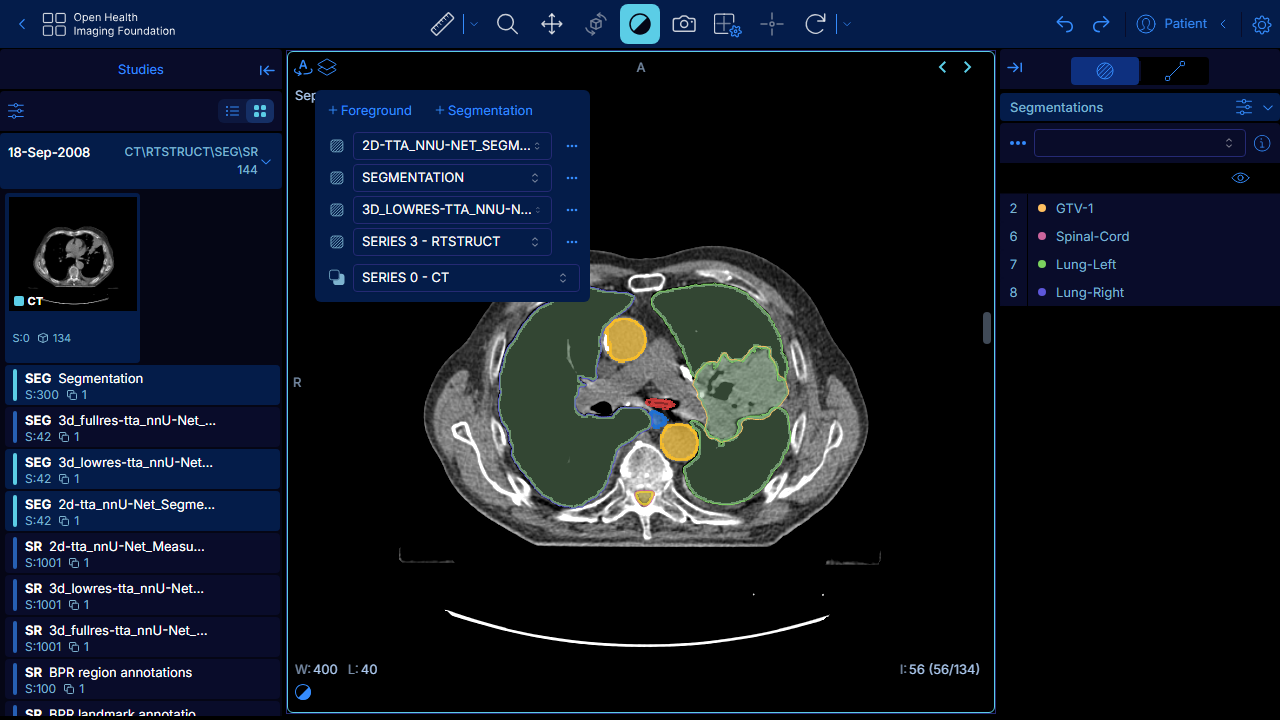 Open Health
Imaging Foundation
Patient
Studies
18-Sep-2008
CT\RTSTRUCT\SEG\SR
144
CT
S:0 134
SEG Segmentation
S:300 1
SEG 3d_fullres-tta_nnU-Net_...
S:42 1
SEG 3d_lowres-tta_nnU-Net...
S:42 1
SEG 2d-tta_nnU-Net_Segme...
S:42 1
SR 2d-tta_nnU-Net_Measu...
S:1001 1
SR 3d_lowres-tta_nnU-Net...
S:1001 1
SR 3d_fullres-tta_nnU-Net_...
S:1001 1
SR BPR region annotations
S:100 1
SR BPR landmark annotatio
A
A
Sep
+ Foreground + Segmentation
2D-TTA_NNU-NET_SEGM...
SEGMENTATION
3D_LOWRES-TTA_NNU-N...
SERIES 3 - RTSTRUCT
SERIES 0 - CT
R
W:400 L:40
I:56 (56/134)
Segmentations
2 GTV-1
6 Spinal-Cord
7 Lung-Left
8 Lung-Right